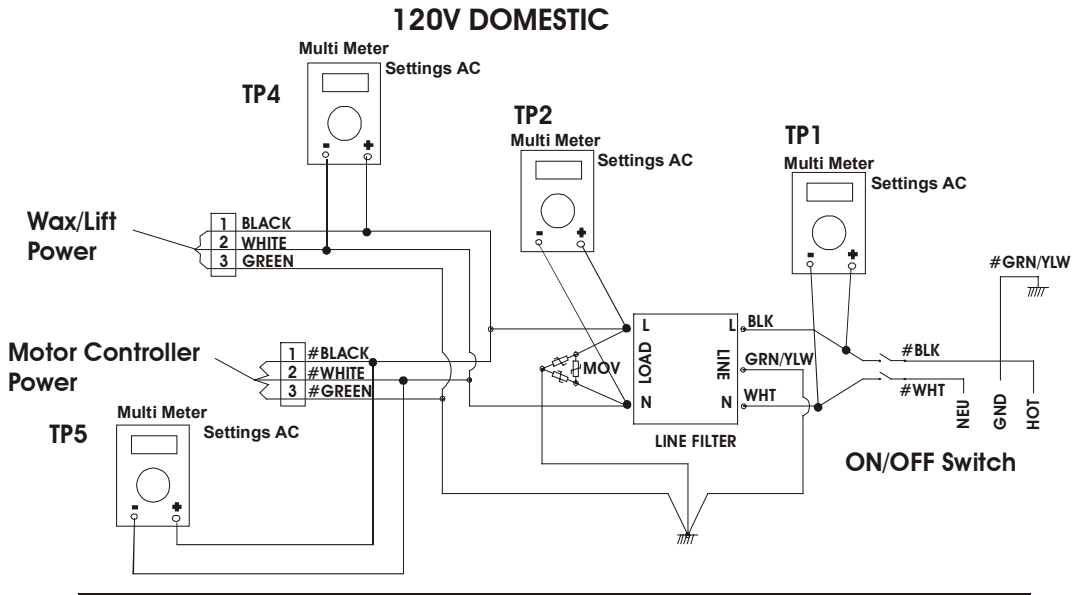 120V DOMESTIC
Multi Meter
Settings AC
TP4
- +
TP2
Multi Meter
Settings AC
- +
TP1
Multi Meter
Settings AC
- +
Wax/Lift
Power
1 BLACK
2 WHITE
3 GREEN
#GRN/YLW
Motor Controller
Power
1 #BLACK
2 #WHITE
3 #GREEN
MOV
L
LOAD
N
L
LINE
N
LINE FILTER
BLK
GRN/YLW
WHT
#BLK
#WHT
NEU
GND
HOT
ON/OFF Switch
Multi Meter
Settings AC
TP5
- +